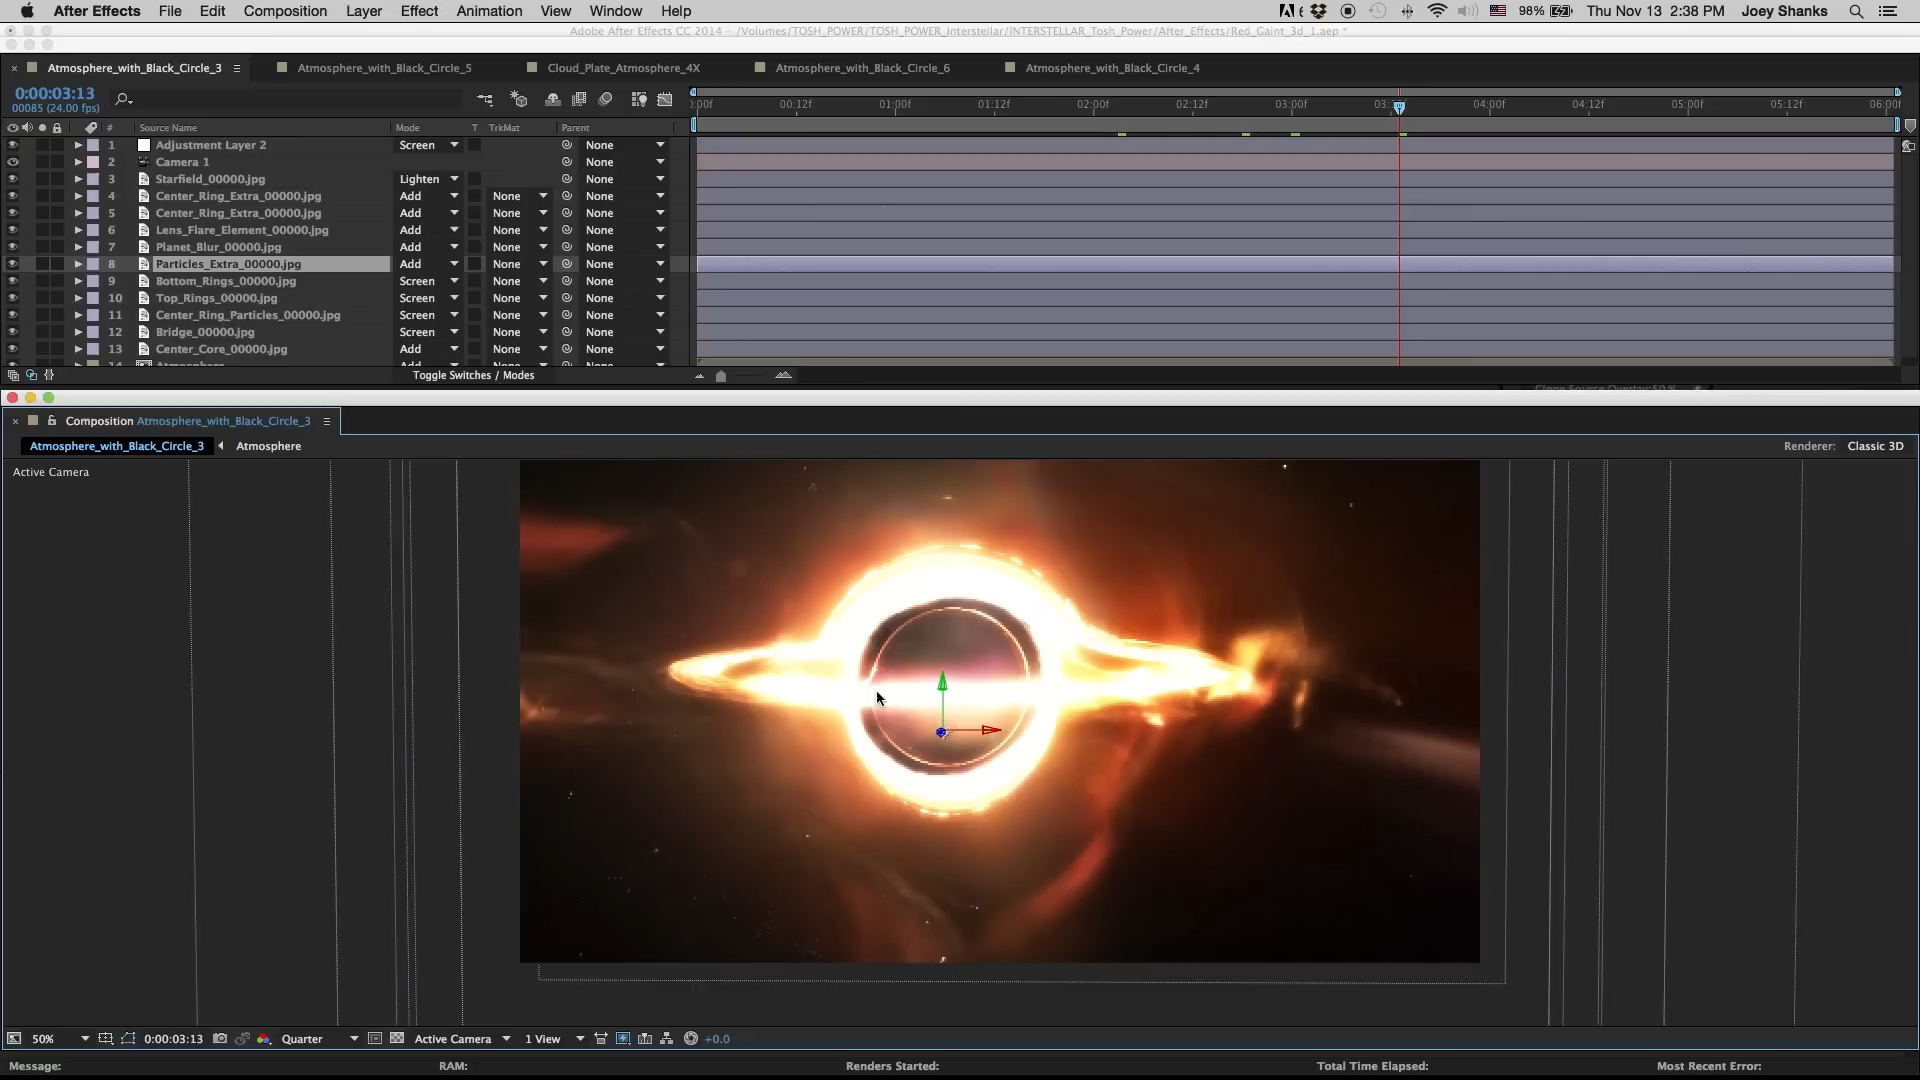 After Effects File Edit Composition Layer Effect Animation View Window Help 98% Thu Nov 13 2:38 PM Joey Shanks
Adobe After Effects CC 2014 - /Volumes/TOSH_POWER/TOSH_POWER_interstellar/INTERSTELLAR_Tosh_Power/After_Effects/Red_Gaint_3d_1.aep *
Atmosphere_with_Black_Circle_3 Atmosphere_with_Black_Circle_5 Cloud_Plate_Atmosphere_4X Atmosphere_with_Black_Circle_6 Atmosphere_with_Black_Circle_4
0:00:03:13
00085 (24.00 fps)
:00f 00:12f 01:00f 01:12f 02:00f 02:12f 03:00f 04:00f 04:12f 05:00f 05:12f 06:00f
# Source Name Mode T TrkMat Parent
1 Adjustment Layer 2 Screen None
2 Camera 1 None
3 Starfield_00000.jpg Lighten None
4 Center_Ring_Extra_00000.jpg Add None None
5 Center_Ring_Extra_00000.jpg Add None None
6 Lens_Flare_Element_00000.jpg Add None None
7 Planet_Blur_00000.jpg Add None None
8 Particles_Extra_00000.jpg Add None None
9 Bottom_Rings_00000.jpg Screen None None
10 Top_Rings_00000.jpg Screen None None
11 Center_Ring_Particles_00000.jpg Screen None None
12 Bridge_00000.jpg Screen None None
13 Center_Core_00000.jpg Add None None
Toggle Switches / Modes
Composition Atmosphere_with_Black_Circle_3
Atmosphere_with_Black_Circle_3 Atmosphere Renderer: Classic 3D
Active Camera
50% 0:00:03:13 Quarter Active Camera 1 View +0.0
Message: RAM: Renders Started: Total Time Elapsed: Most Recent Error: